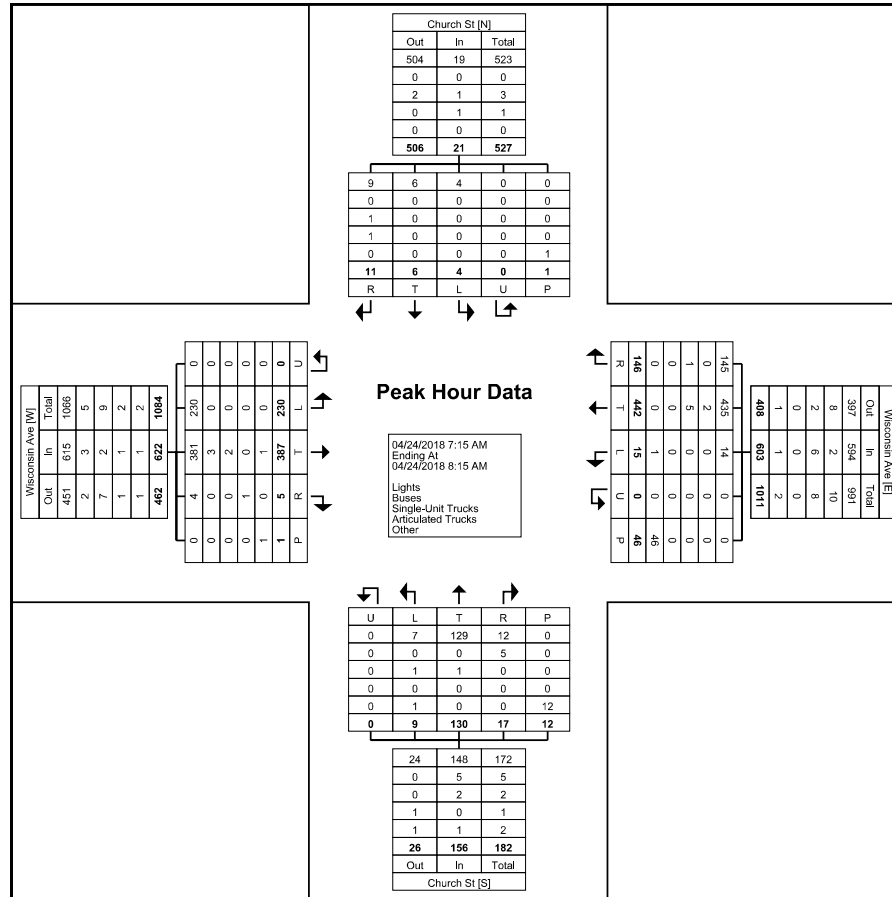 Church St [N]
Out In Total
504 19 523
0 0 0
2 1 3
0 1 1
0 0 0
506 21 527
9 6 4 0 0
0 0 0 0 0
1 0 0 0 0
1 0 0 0 0
0 0 0 0 1
11 6 4 0 1
R T L U P
Wisconsin Ave [W]
Out In Total
451 615 1066
2 3 5
7 2 9
1 1 2
1 1 2
462 622 1084
0 230 381 4 0
0 0 3 0 0
0 0 2 0 0
0 0 0 1 0
0 0 1 0 1
0 230 387 5 1
U L T R P
Peak Hour Data
04/24/2018 7:15 AM
Ending At
04/24/2018 8:15 AM
Lights
Buses
Single-Unit Trucks
Articulated Trucks
Other
Wisconsin Ave [E]
Out In Total
397 594 991
8 2 10
2 6 8
0 0 0
1 1 2
408 603 1011
145 435 14 0 0
0 2 0 0 0
1 5 0 0 0
0 0 0 0 0
0 0 1 0 46
146 442 15 0 46
R T L U P
U L T R P
0 7 129 12 0
0 0 0 5 0
0 1 1 0 0
0 0 0 0 0
0 1 0 0 12
0 9 130 17 12
24 148 172
0 5 5
0 2 2
1 0 1
1 1 2
26 156 182
Out In Total
Church St [S]